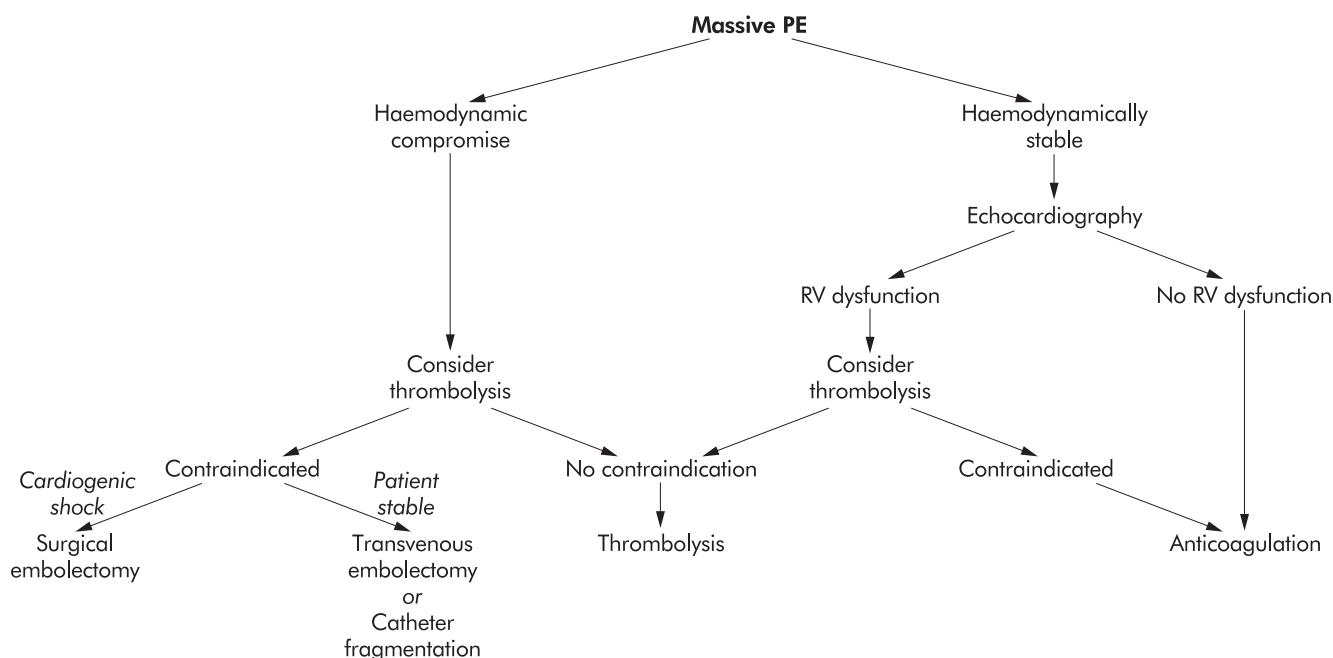 Massive PE
Haemodynamic
compromise
Haemodynamically
stable
Echocardiography
RV dysfunction
No RV dysfunction
Consider
thrombolysis
Consider
thrombolysis
Contraindicated
No contraindication
Contraindicated
Cardiogenic
shock
Patient
stable
Surgical
embolectomy
Transvenous
embolectomy
or
Catheter
fragmentation
Thrombolysis
Anticoagulation